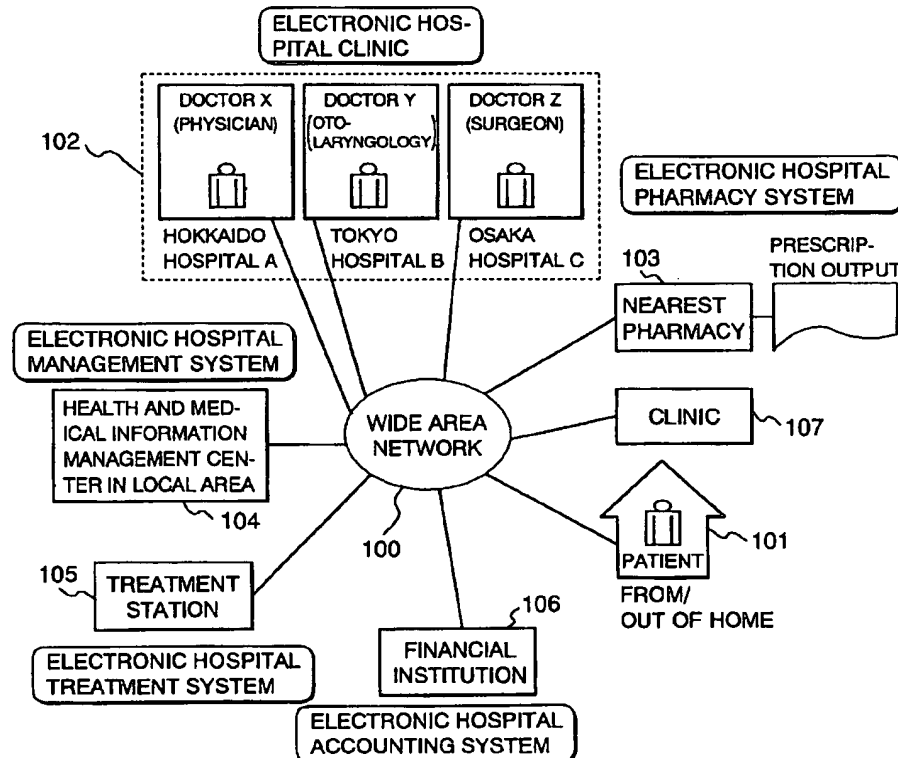 ELECTRONIC HOS-
PITAL CLINIC
DOCTOR X
(PHYSICIAN)
DOCTOR Y
(OTO-
LARYNGOLOGY)
DOCTOR Z
(SURGEON)
102
HOKKAIDO
HOSPITAL A
TOKYO
HOSPITAL B
OSAKA
HOSPITAL C
ELECTRONIC HOSPITAL
PHARMACY SYSTEM
103
PRESCRIP-
TION OUTPUT
NEAREST
PHARMACY
ELECTRONIC HOSPITAL
MANAGEMENT SYSTEM
HEALTH AND MED-
ICAL INFORMATION
MANAGEMENT CEN-
TER IN LOCAL AREA
104
WIDE AREA
NETWORK
100
CLINIC
107
PATIENT
101
FROM/
OUT OF HOME
105
TREATMENT
STATION
ELECTRONIC HOSPITAL
TREATMENT SYSTEM
106
FINANCIAL
INSTITUTION
ELECTRONIC HOSPITAL
ACCOUNTING SYSTEM